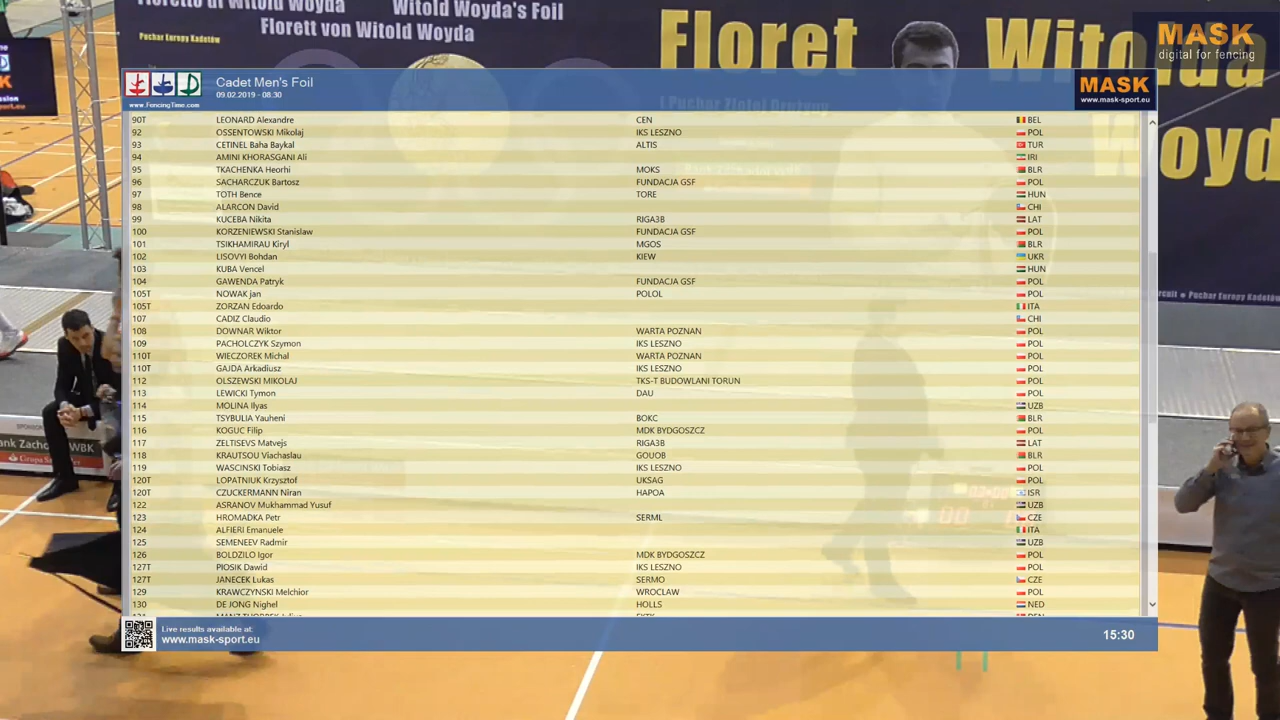 Floretto di Witold Woyda
Witold Woyda's Foil
Florett von Witold Woyda
Puchar Europy Kadetów
Floret
Witolda
Woyda
MASK
digital for fencing
Cadet Men's Foil
09.02.2019 - 08:30
www.FencingTime.com
MASK
www.mask-sport.eu
90T LEONARD Alexandre CEN BEL
92 OSSENTOWSKI Mikolaj IKS LESZNO POL
93 CETINEL Baha Baykal ALTIS TUR
94 AMINI KHORASGANI Ali IRI
95 TKACHENKA Heorhi MOKS BLR
96 SACHARCZUK Bartosz FUNDACJA GSF POL
97 TOTH Bence TORE HUN
98 ALARCON David CHI
99 KUCEBA Nikita RIGA3B LAT
100 KORZENIEWSKI Stanislaw FUNDACJA GSF POL
101 TSIKHAMIRAU Kiryl MGOS BLR
102 LISOVYI Bohdan KIEW UKR
103 KUBA Vencel HUN
104 GAWENDA Patryk FUNDACJA GSF POL
105T NOWAK jan POLOL POL
105T ZORZAN Edoardo ITA
107 CADIZ Claudio CHI
108 DOWNAR Wiktor WARTA POZNAN POL
109 PACHOLCZYK Szymon IKS LESZNO POL
110T WIECZOREK Michal WARTA POZNAN POL
110T GAJDA Arkadiusz IKS LESZNO POL
112 OLSZEWSKI MIKOLAJ TKS-T BUDOWLANI TORUN POL
113 LEWICKI Tymon DAU POL
114 MOLINA Ilyas UZB
115 TSYBULIA Yauheni BOKC BLR
116 KOGUC Filip MDK BYDGOSZCZ POL
117 ZELTISEVS Matvejs RIGA3B LAT
118 KRAUTSOU Viachaslau GOUOB BLR
119 WASCINSKI Tobiasz IKS LESZNO POL
120T LOPATNIUK Krzysztof UKSAG POL
120T CZUCKERMANN Niran HAPOA ISR
122 ASRANOV Mukhammad Yusuf UZB
123 HROMADKA Petr SERML CZE
124 ALFIERI Emanuele ITA
125 SEMENEEV Radmir UZB
126 BOLDZILO Igor MDK BYDGOSZCZ POL
127T PIOSIK Dawid IKS LESZNO POL
127T JANECEK Lukas SERMO CZE
129 KRAWCZYNSKI Melchior WROCLAW POL
130 DE JONG Nighel HOLLS NED
Live results available at:
www.mask-sport.eu
15:30